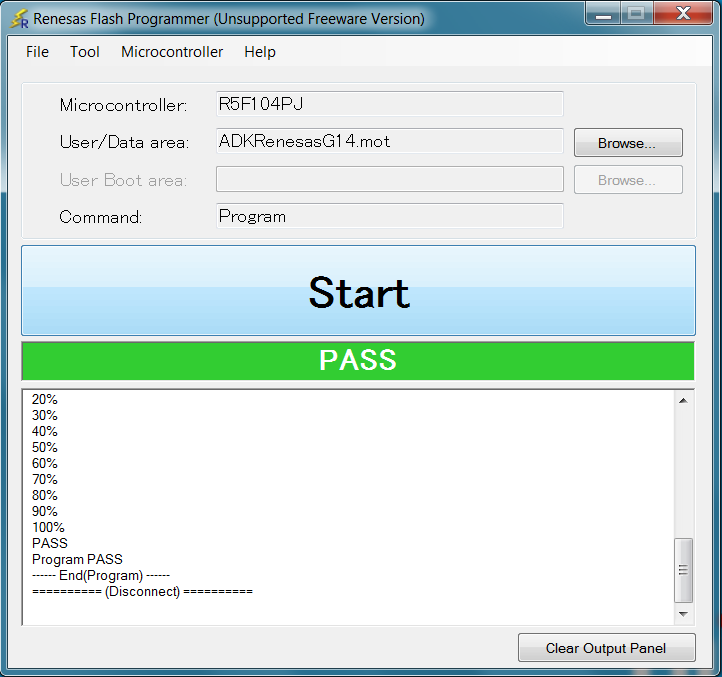 Renesas Flash Programmer (Unsupported Freeware Version)
File Tool Microcontroller Help
Microcontroller: R5F104PJ
User/Data area: ADKRenesasG14.mot Browse...
User Boot area: Browse...
Command: Program
Start
PASS
20%
30%
40%
50%
60%
70%
80%
90%
100%
PASS
Program PASS
------ End(Program) ------
========== (Disconnect) ==========
Clear Output Panel